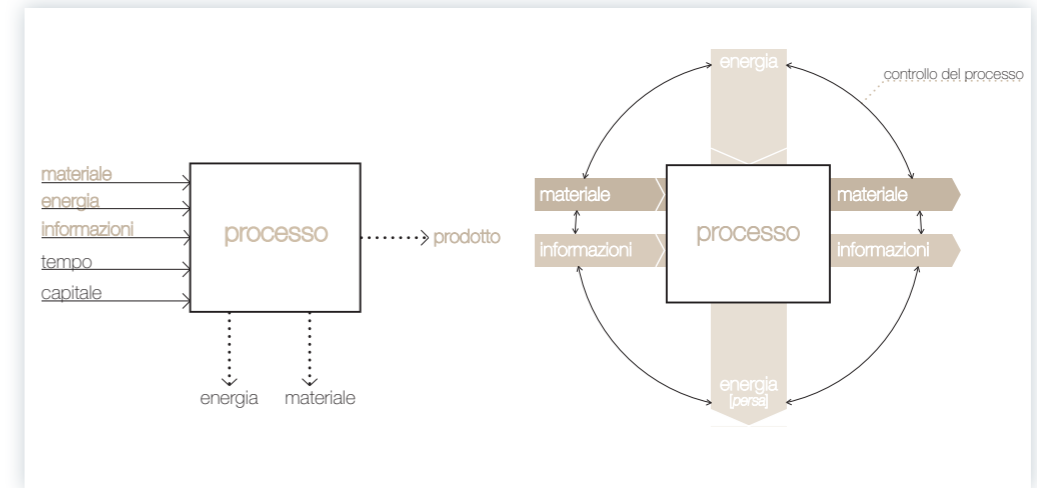 materiale
energia
informazioni
tempo
capitale
processo
prodotto
energia
materiale
energia
controllo del processo
materiale
informazioni
processo
materiale
informazioni
energia
[persa]